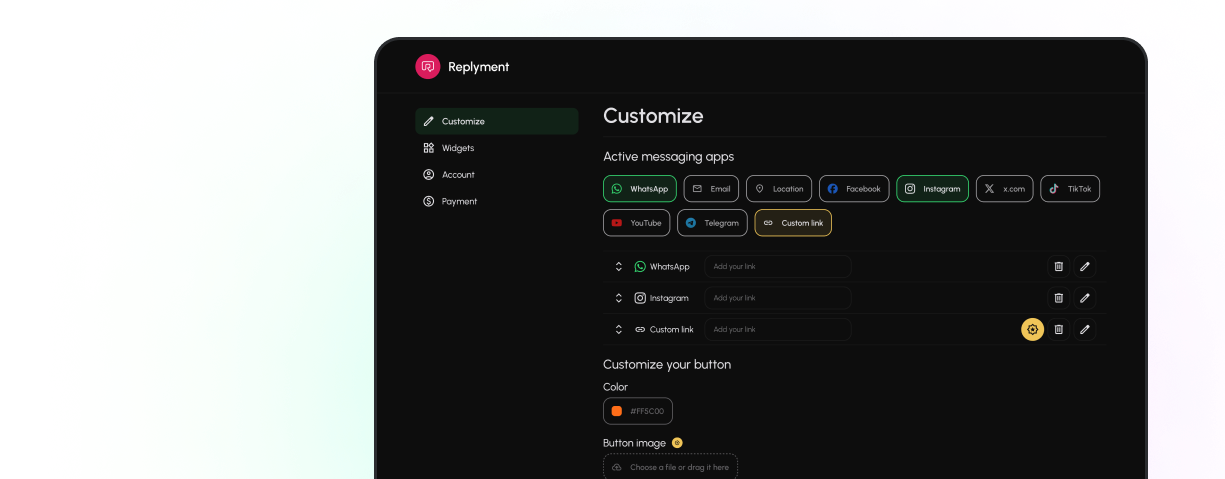 Replyment
Customize
Widgets
Account
Payment
Customize
Active messaging apps
WhatsApp Email Location Facebook Instagram x.com TikTok
YouTube Telegram Custom link
WhatsApp Add your link
Instagram Add your link
Custom link Add your link
Customize your button
Color
#FF5C00
Button image
Choose a file or drag it here